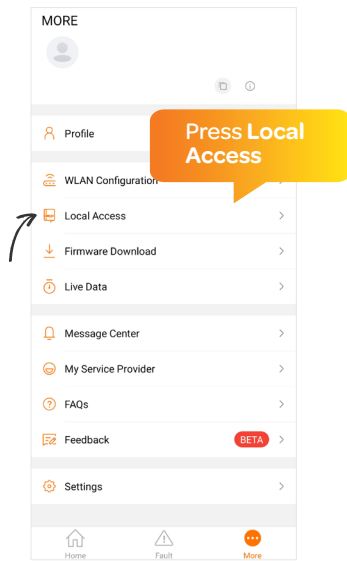 MORE
Profile
Press Local
Access
WLAN Configuration
Local Access
Firmware Download
Live Data
Message Center
My Service Provider
FAQs
Feedback
BETA
Settings
Home
Fault
More